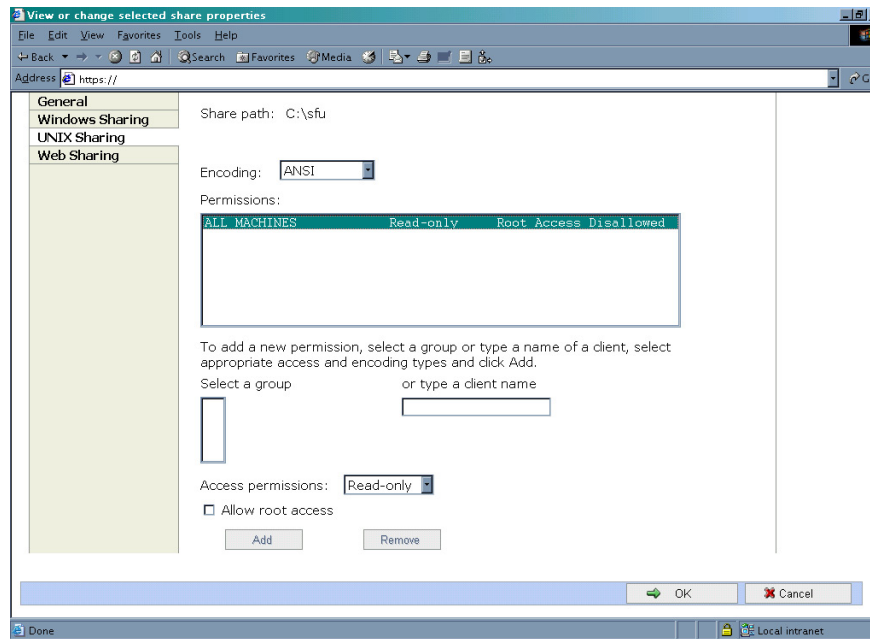 View or change selected share properties
File Edit View Favorites Tools Help
Back Search Favorites Media
Address https://
General
Windows Sharing
UNIX Sharing
Web Sharing
Share path: C:\sfu
Encoding: ANSI
Permissions:
ALL MACHINES Read-only Root Access Disallowed
To add a new permission, select a group or type a name of a client, select
appropriate access and encoding types and click Add.
Select a group or type a client name
Access permissions: Read-only
Allow root access
Add Remove
OK Cancel
Done Local intranet